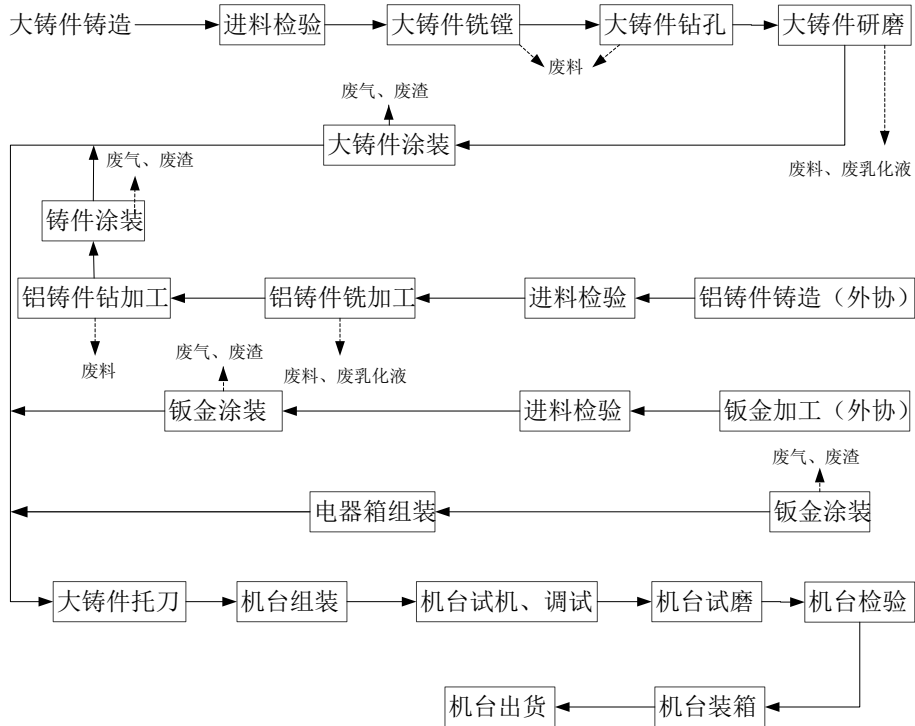 大铸件铸造
进料检验
大铸件铣镗
大铸件钻孔
大铸件研磨
废料
废气、废渣
大铸件涂装
废料、废乳化液
废气、废渣
铸件涂装
铝铸件钻加工
铝铸件铣加工
进料检验
铝铸件铸造（外协）
废料
废气、废渣
废料、废乳化液
钣金涂装
进料检验
钣金加工（外协）
废气、废渣
电器箱组装
钣金涂装
大铸件托刀
机台组装
机台试机、调试
机台试磨
机台检验
机台出货
机台装箱